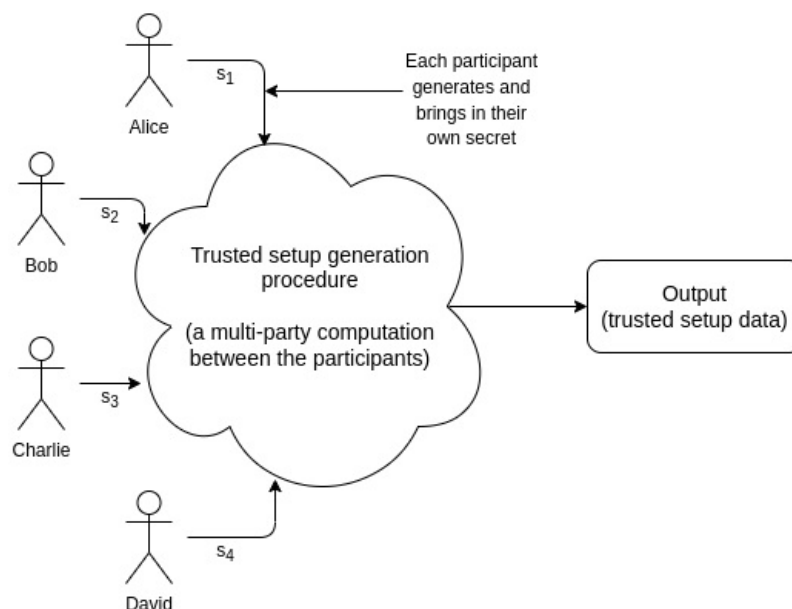 s1
Alice
Each participant
generates and
brings in their
own secret
s2
Bob
Trusted setup generation
procedure
(a multi-party computation
between the participants)
Output
(trusted setup data)
s3
Charlie
s4
David